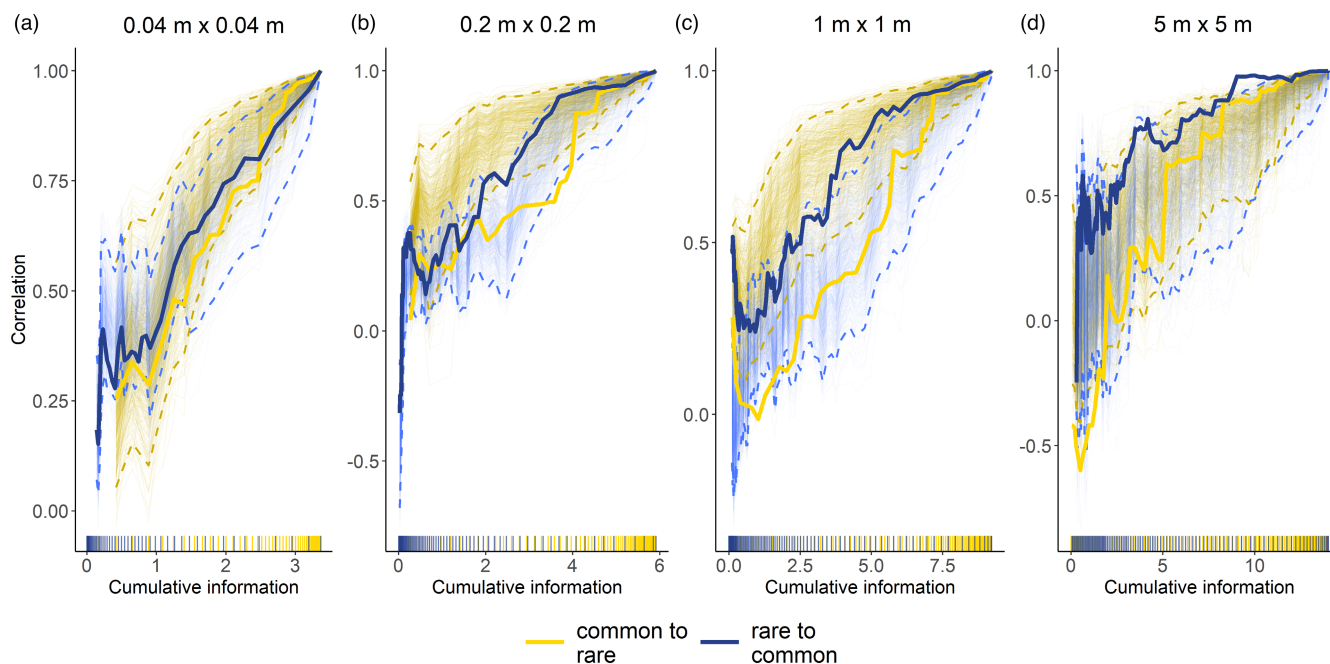 (a) 0.04 m x 0.04 m
(b) 0.2 m x 0.2 m
(c) 1 m x 1 m
(d) 5 m x 5 m
Correlation
1.00
0.75
0.50
0.25
0.00
0 1 2 3
Cumulative information
1.0
0.5
0.0
-0.5
0 2 4 6
Cumulative information
1.0
0.5
0.0
0.0 2.5 5.0 7.5
Cumulative information
1.0
0.5
0.0
-0.5
0 5 10
Cumulative information
common to
rare
rare to
common